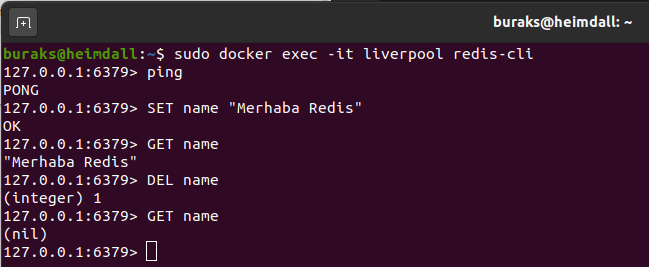 buraks@heimdall: ~
buraks@heimdall:~$ sudo docker exec -it liverpool redis-cli
127.0.0.1:6379> ping
PONG
127.0.0.1:6379> SET name "Merhaba Redis"
OK
127.0.0.1:6379> GET name
"Merhaba Redis"
127.0.0.1:6379> DEL name
(integer) 1
127.0.0.1:6379> GET name
(nil)
127.0.0.1:6379>